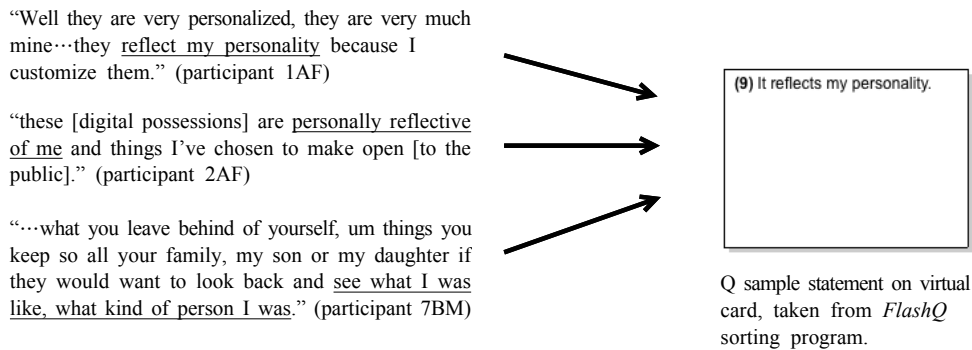 “Well they are very personalized, they are very much
mine⋯they reflect my personality because I
customize them.” (participant 1AF)
“these [digital possessions] are personally reflective
of me and things I’ve chosen to make open [to the
public].” (participant 2AF)
“⋯what you leave behind of yourself, um things you
keep so all your family, my son or my daughter if
they would want to look back and see what I was
like, what kind of person I was.” (participant 7BM)
(9) It reflects my personality.
Q sample statement on virtual
card, taken from FlashQ
sorting program.